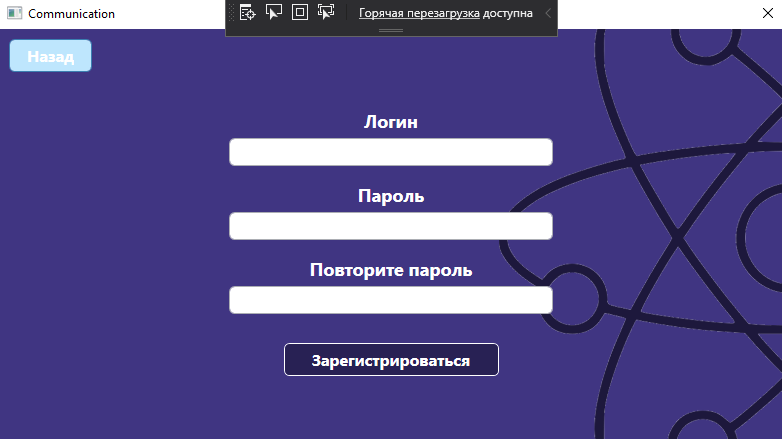 Communication
Горячая перезагрузка доступна
Назад
Логин
Пароль
Повторите пароль
Зарегистрироваться